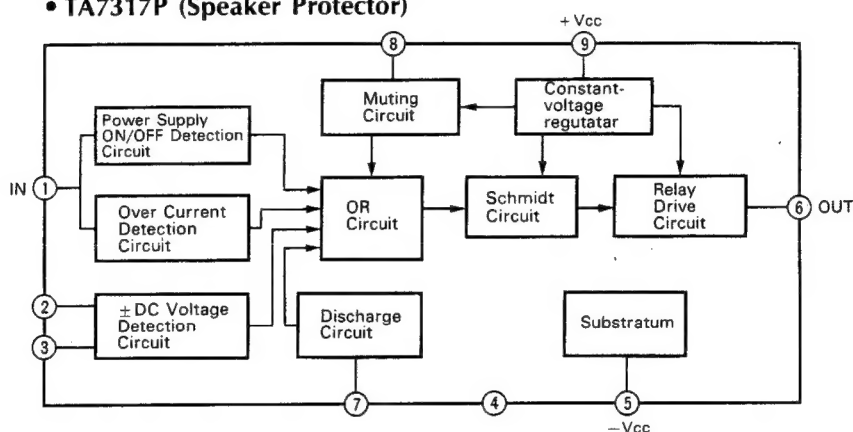 • TA7317P (Speaker Protector)
+Vcc
8
9
Muting
Circuit
Constant-
voltage
regutatar
Power Supply
ON/OFF Detection
Circuit
IN 1
Over Current
Detection
Circuit
OR
Circuit
Schmidt
Circuit
Relay
Drive
Circuit
6 OUT
2
3
±DC Voltage
Detection
Circuit
Discharge
Circuit
Substratum
7
4
5
−Vcc